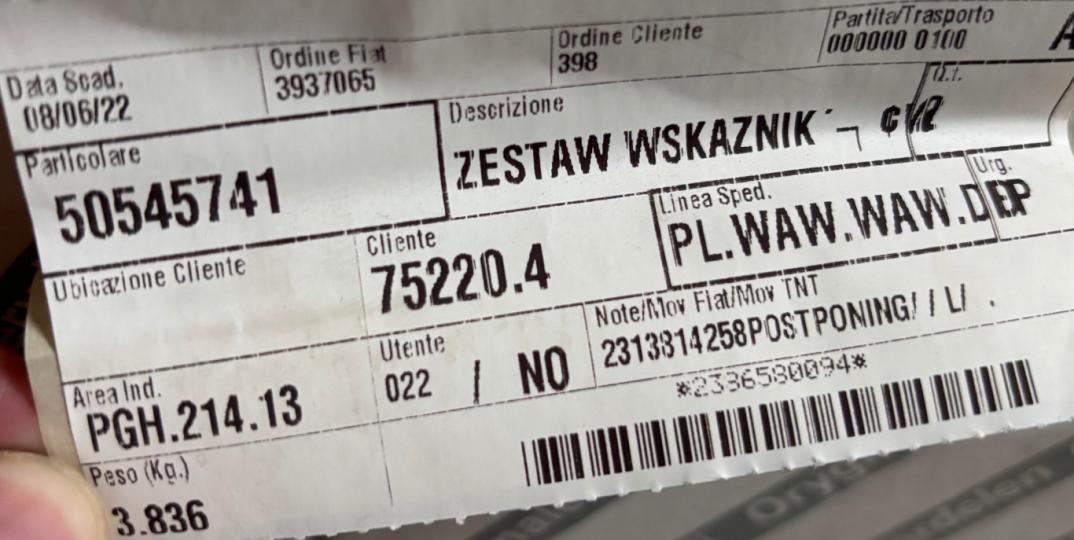 Data Scad.
08/06/22
Ordine Fiat
3937065
Ordine Cliente
398
Partita/Trasporto
000000 0100
A
Particolare
50545741
Descrizione
ZESTAW WSKAZNIK
Q.t.
Ubicazione Cliente
Cliente
75220.4
Linea Sped.
PL.WAW.WAW.DEP
Urg.
Area Ind.
PGH.214.13
Utente
022 / NO
Note/Mov Fiat/Mov TNT
2313814258POSTPONING/ / L/ .
*2336580094*
Peso (Kg.)
3.836